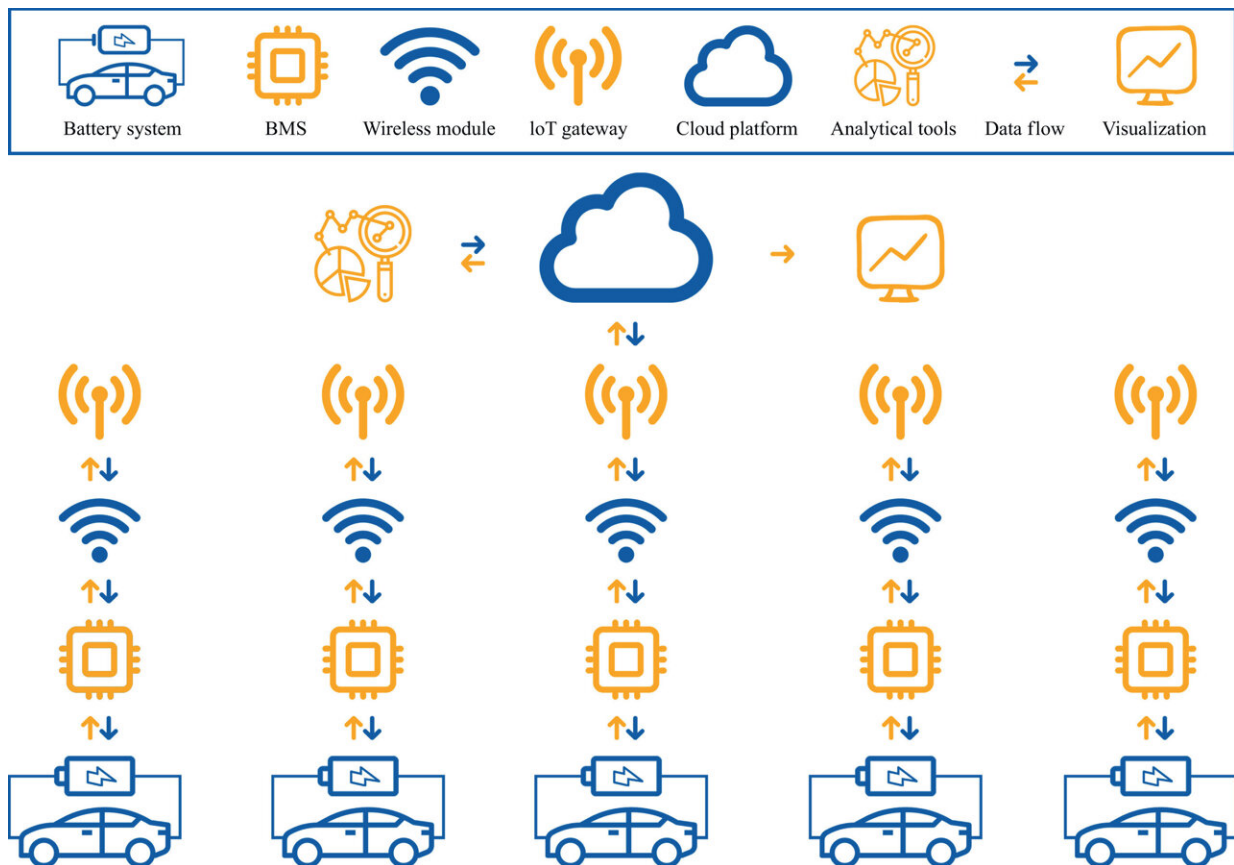 Battery system
BMS
Wireless module
loT gateway
Cloud platform
Analytical tools
Data flow
Visualization